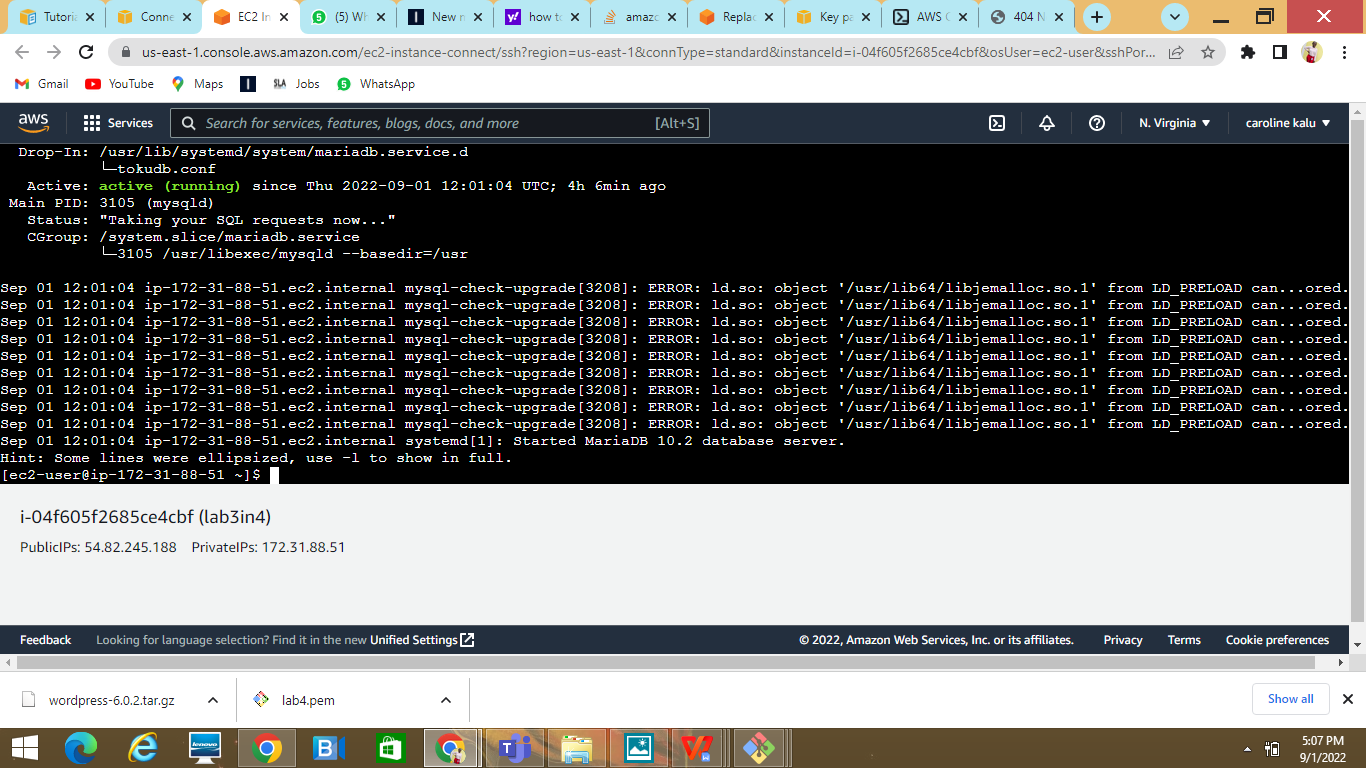 Tutoria
Conne
EC2 In
(5) Wh
New n
how to
amazo
Replac
Key pa
AWS C
404 N
us-east-1.console.aws.amazon.com/ec2-instance-connect/ssh?region=us-east-1&connType=standard&instanceId=i-04f605f2685ce4cbf&osUser=ec2-user&sshPor...
Gmail
YouTube
Maps
SLA Jobs
WhatsApp
aws
Services
Search for services, features, blogs, docs, and more [Alt+S]
N. Virginia
caroline kalu
Drop-In: /usr/lib/systemd/system/mariadb.service.d
└─tokudb.conf
Active: active (running) since Thu 2022-09-01 12:01:04 UTC; 4h 6min ago
Main PID: 3105 (mysqld)
Status: "Taking your SQL requests now..."
CGroup: /system.slice/mariadb.service
└─3105 /usr/libexec/mysqld --basedir=/usr
Sep 01 12:01:04 ip-172-31-88-51.ec2.internal mysql-check-upgrade[3208]: ERROR: ld.so: object '/usr/lib64/libjemalloc.so.1' from LD_PRELOAD can...ored.
Sep 01 12:01:04 ip-172-31-88-51.ec2.internal mysql-check-upgrade[3208]: ERROR: ld.so: object '/usr/lib64/libjemalloc.so.1' from LD_PRELOAD can...ored.
Sep 01 12:01:04 ip-172-31-88-51.ec2.internal mysql-check-upgrade[3208]: ERROR: ld.so: object '/usr/lib64/libjemalloc.so.1' from LD_PRELOAD can...ored.
Sep 01 12:01:04 ip-172-31-88-51.ec2.internal mysql-check-upgrade[3208]: ERROR: ld.so: object '/usr/lib64/libjemalloc.so.1' from LD_PRELOAD can...ored.
Sep 01 12:01:04 ip-172-31-88-51.ec2.internal mysql-check-upgrade[3208]: ERROR: ld.so: object '/usr/lib64/libjemalloc.so.1' from LD_PRELOAD can...ored.
Sep 01 12:01:04 ip-172-31-88-51.ec2.internal mysql-check-upgrade[3208]: ERROR: ld.so: object '/usr/lib64/libjemalloc.so.1' from LD_PRELOAD can...ored.
Sep 01 12:01:04 ip-172-31-88-51.ec2.internal mysql-check-upgrade[3208]: ERROR: ld.so: object '/usr/lib64/libjemalloc.so.1' from LD_PRELOAD can...ored.
Sep 01 12:01:04 ip-172-31-88-51.ec2.internal mysql-check-upgrade[3208]: ERROR: ld.so: object '/usr/lib64/libjemalloc.so.1' from LD_PRELOAD can...ored.
Sep 01 12:01:04 ip-172-31-88-51.ec2.internal mysql-check-upgrade[3208]: ERROR: ld.so: object '/usr/lib64/libjemalloc.so.1' from LD_PRELOAD can...ored.
Sep 01 12:01:04 ip-172-31-88-51.ec2.internal systemd[1]: Started MariaDB 10.2 database server.
Hint: Some lines were ellipsized, use -l to show in full.
[ec2-user@ip-172-31-88-51 ~]$
i-04f605f2685ce4cbf (lab3in4)
PublicIPs: 54.82.245.188 PrivateIPs: 172.31.88.51
Feedback
Looking for language selection? Find it in the new Unified Settings
© 2022, Amazon Web Services, Inc. or its affiliates.
Privacy
Terms
Cookie preferences
wordpress-6.0.2.tar.gz
lab4.pem
Show all
lenovo
5:07 PM
9/1/2022